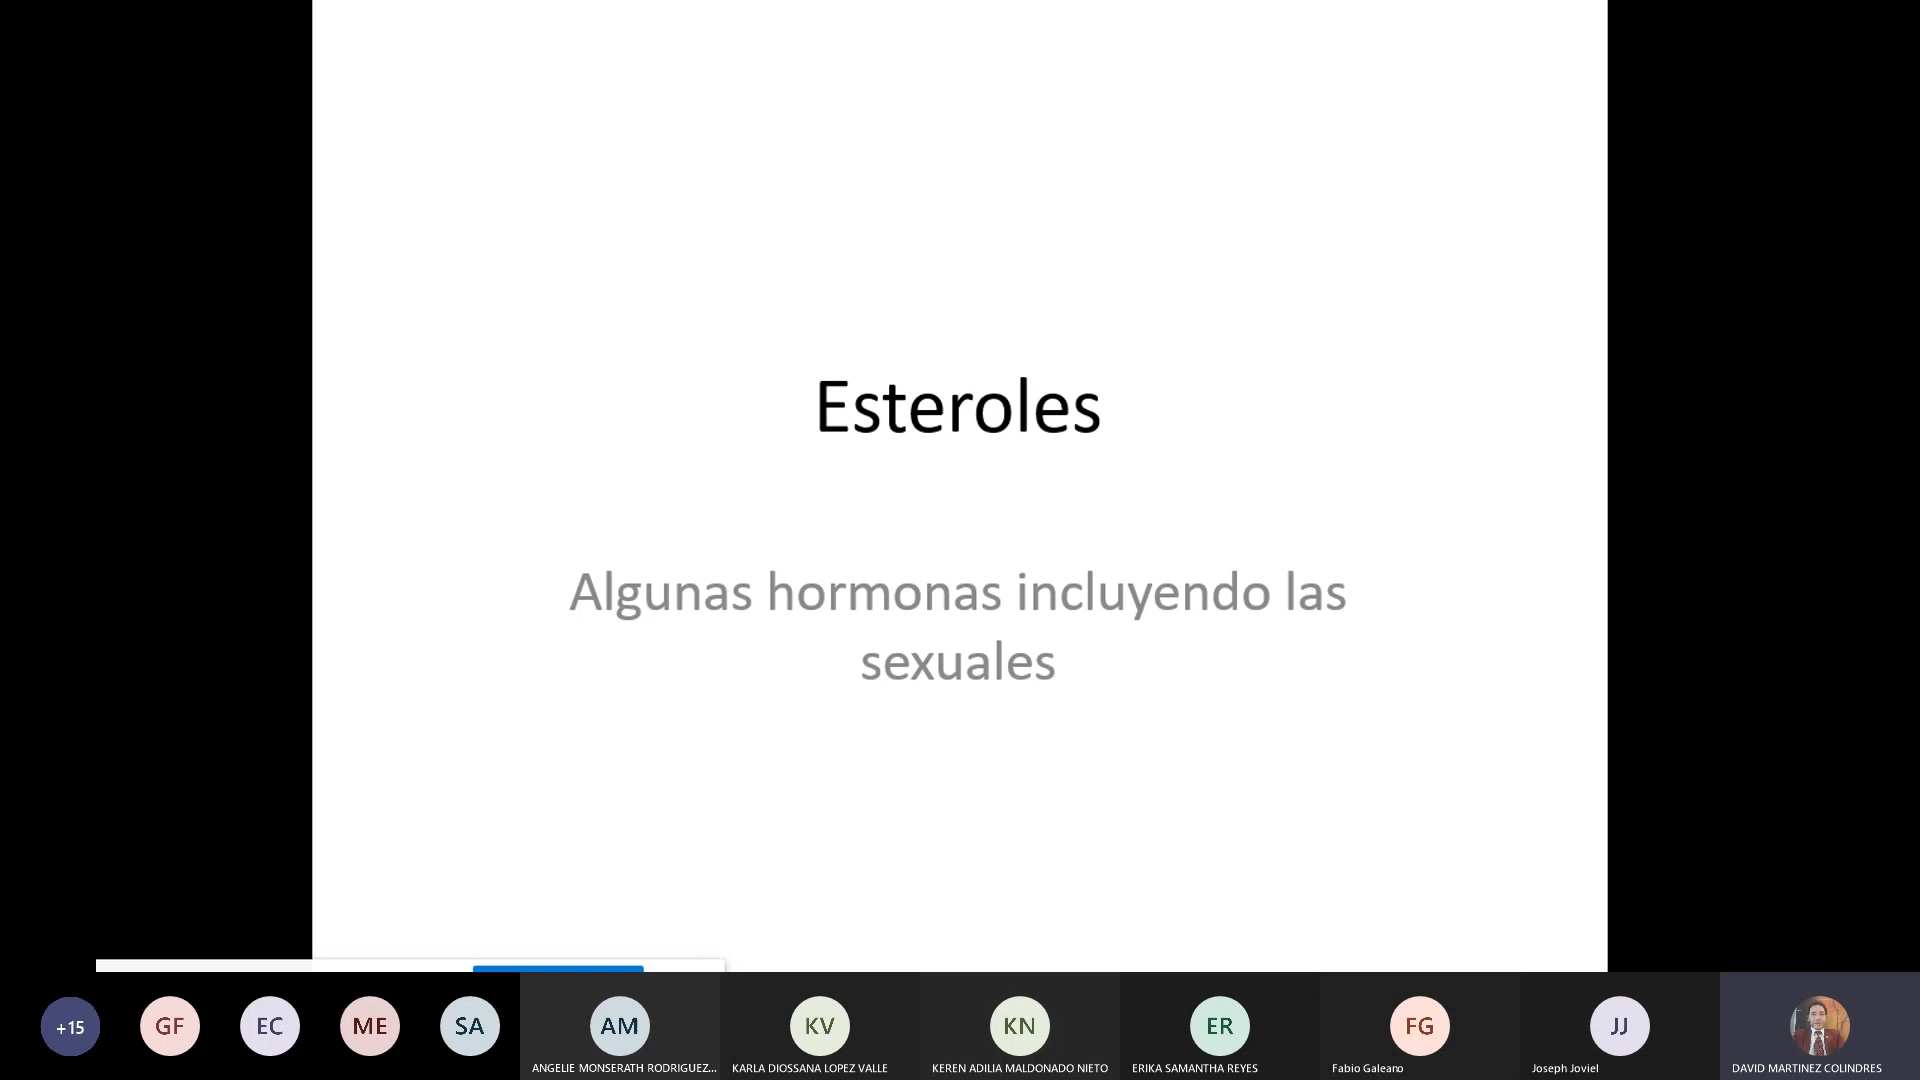 Esteroles
Algunas hormonas incluyendo las
sexuales
+15
GF
EC
ME
SA
AM
KV
KN
ER
FG
JJ
ANGELIE MONSERATH RODRIGUEZ...
KARLA DIOSSANA LOPEZ VALLE
KEREN ADILIA MALDONADO NIETO
ERIKA SAMANTHA REYES
Fabio Galeano
Joseph Joviel
DAVID MARTINEZ COLINDRES